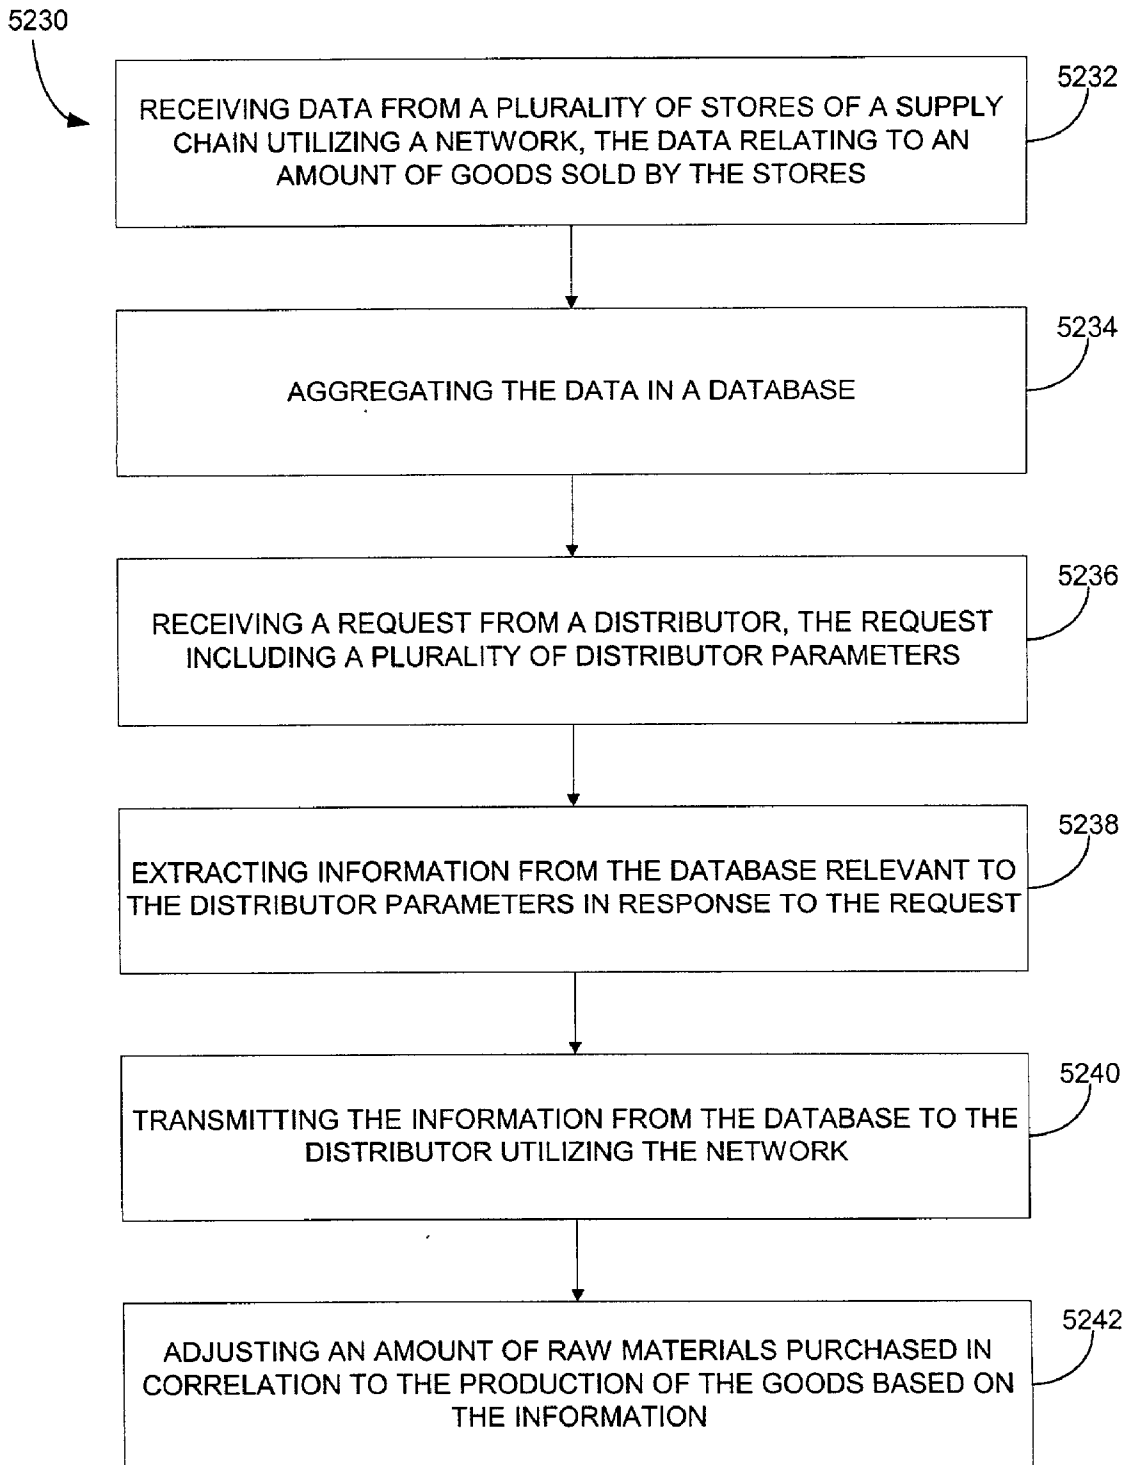 5230
RECEIVING DATA FROM A PLURALITY OF STORES OF A SUPPLY
CHAIN UTILIZING A NETWORK, THE DATA RELATING TO AN
AMOUNT OF GOODS SOLD BY THE STORES
5232
AGGREGATING THE DATA IN A DATABASE
5234
RECEIVING A REQUEST FROM A DISTRIBUTOR, THE REQUEST
INCLUDING A PLURALITY OF DISTRIBUTOR PARAMETERS
5236
EXTRACTING INFORMATION FROM THE DATABASE RELEVANT TO
THE DISTRIBUTOR PARAMETERS IN RESPONSE TO THE REQUEST
5238
TRANSMITTING THE INFORMATION FROM THE DATABASE TO THE
DISTRIBUTOR UTILIZING THE NETWORK
5240
ADJUSTING AN AMOUNT OF RAW MATERIALS PURCHASED IN
CORRELATION TO THE PRODUCTION OF THE GOODS BASED ON
THE INFORMATION
5242